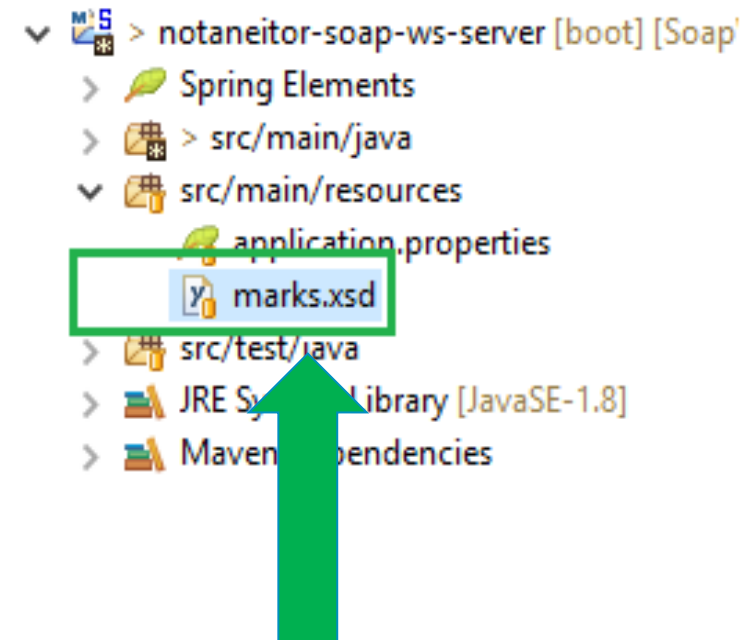 > notaneitor-soap-ws-server [boot] [Soap
Spring Elements
> src/main/java
src/main/resources
application.properties
marks.xsd
src/test/java
JRE Library [JavaSE-1.8]
Maven